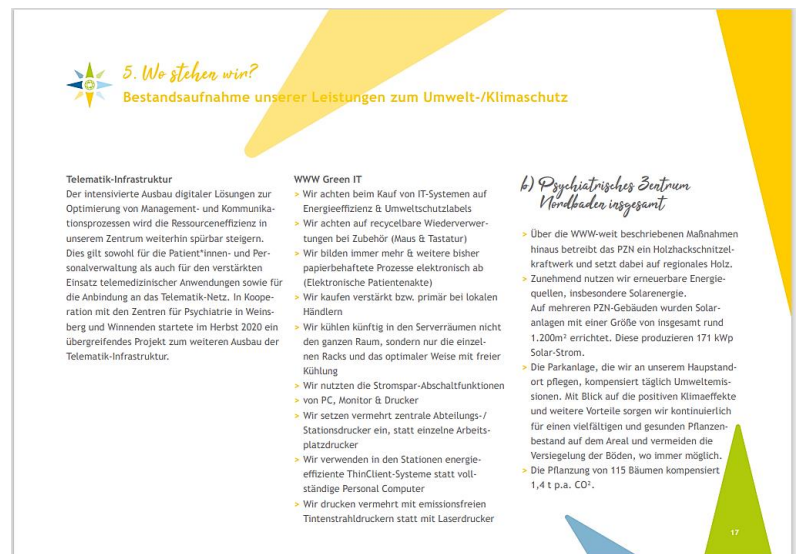 5. Wo stehen wir?
Bestandsaufnahme unserer Leistungen zum Umwelt-/Klimaschutz
Telematik-Infrastruktur
Der intensivierte Ausbau digitaler Lösungen zur
Optimierung von Management- und Kommunika-
tionsprozessen wird die Ressourceneffizienz in
unserem Zentrum weiterhin spürbar steigern.
Dies gilt sowohl für die Patient*innen- und Per-
sonalverwaltung als auch für den verstärkten
Einsatz telemedizinischer Anwendungen sowie für
die Anbindung an das Telematik-Netz. In Koope-
ration mit den Zentren für Psychiatrie in Weins-
berg und Winnenden startete im Herbst 2020 ein
übergreifendes Projekt zum weiteren Ausbau der
Telematik-Infrastruktur.
WWW Green IT
> Wir achten beim Kauf von IT-Systemen auf
Energieeffizienz & Umweltschutzlabels
> Wir achten auf recycelbare Wiederverwer-
tungen bei Zubehör (Maus & Tastatur)
> Wir bilden immer mehr & weitere bisher
papierbehaftete Prozesse elektronisch ab
(Elektronische Patientenakte)
> Wir kaufen verstärkt bzw. primär bei lokalen
Händlern
> Wir kühlen künftig in den Serverräumen nicht
den ganzen Raum, sondern nur die einzel-
nen Racks und das optimaler Weise mit freier
Kühlung
> Wir nutzten die Stromspar-Abschaltfunktionen
> von PC, Monitor & Drucker
> Wir setzen vermehrt zentrale Abteilungs-/
Stationsdrucker ein, statt einzelne Arbeits-
platzdrucker
> Wir verwenden in den Stationen energie-
effiziente ThinClient-Systeme statt voll-
ständige Personal Computer
> Wir drucken vermehrt mit emissionsfreien
Tintenstrahldruckern statt mit Laserdrucker
b) Psychiatrisches Zentrum
Nordbaden insgesamt
> Über die WWW-weit beschriebenen Maßnahmen
hinaus betreibt das PZN ein Holzhackschnitzel-
kraftwerk und setzt dabei auf regionales Holz.
> Zunehmend nutzen wir erneuerbare Energie-
quellen, insbesondere Solarenergie.
Auf mehreren PZN-Gebäuden wurden Solar-
anlagen mit einer Größe von insgesamt rund
1.200m² errichtet. Diese produzieren 171 kWp
Solar-Strom.
> Die Parkanlage, die wir an unserem Haupstand-
ort pflegen, kompensiert täglich Umweltemis-
sionen. Mit Blick auf die positiven Klimaeffekte
und weitere Vorteile sorgen wir kontinuierlich
für einen vielfältigen und gesunden Pflanzen-
bestand auf dem Areal und vermeiden die
Versiegelung der Böden, wo immer möglich.
> Die Pflanzung von 115 Bäumen kompensiert
1,4 t p.a. CO².
17